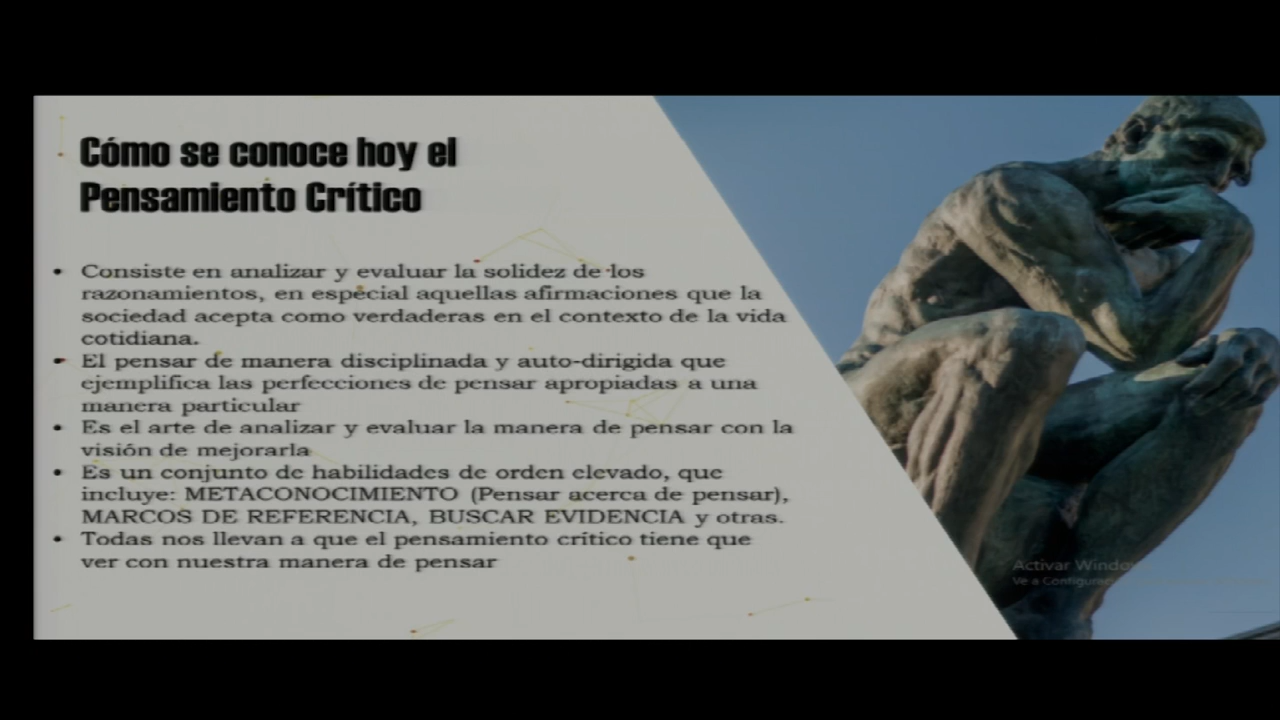 Cómo se conoce hoy el
Pensamiento Crítico
• Consiste en analizar y evaluar la solidez de los
razonamientos, en especial aquellas afirmaciones que la
sociedad acepta como verdaderas en el contexto de la vida
cotidiana.
• El pensar de manera disciplinada y auto-dirigida que
ejemplifica las perfecciones de pensar apropiadas a una
manera particular
• Es el arte de analizar y evaluar la manera de pensar con la
visión de mejorarla
• Es un conjunto de habilidades de orden elevado, que
incluye: METACONOCIMIENTO (Pensar acerca de pensar),
MARCOS DE REFERENCIA, BUSCAR EVIDENCIA y otras.
• Todas nos llevan a que el pensamiento crítico tiene que
ver con nuestra manera de pensar
Activar
Ve a